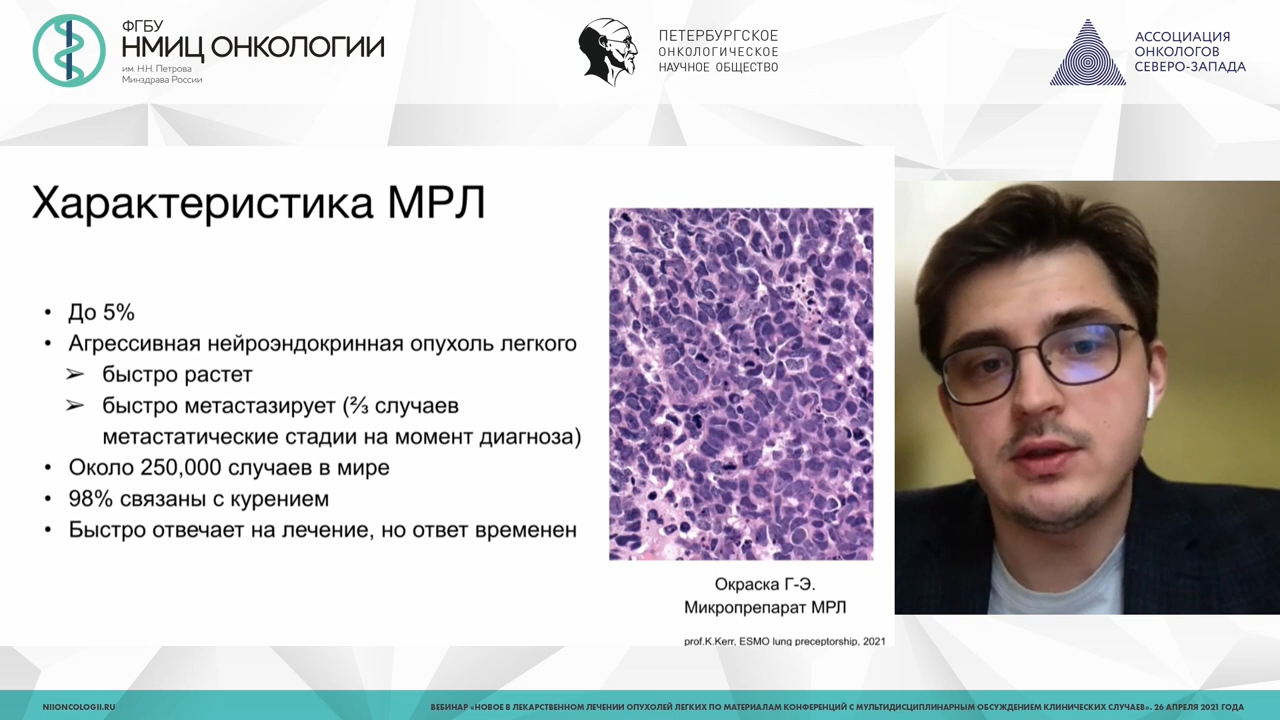 ФГБУ
НМИЦ ОНКОЛОГИИ
им. Н.Н. Петрова
Минздрава России
ПЕТЕРБУРГСКОЕ
ОНКОЛОГИЧЕСКОЕ
НАУЧНОЕ ОБЩЕСТВО
АССОЦИАЦИЯ
ОНКОЛОГОВ
СЕВЕРО-ЗАПАДА
Характеристика МРЛ
• До 5%
• Агрессивная нейроэндокринная опухоль легкого
➢ быстро растет
➢ быстро метастазирует (⅔ случаев
метастатические стадии на момент диагноза)
• Около 250,000 случаев в мире
• 98% связаны с курением
• Быстро отвечает на лечение, но ответ временен
Окраска Г-Э.
Микропрепарат МРЛ
prof.K.Kerr, ESMO lung preceptorship, 2021
NIIONCOLOGII.RU
ВЕБИНАР «НОВОЕ В ЛЕКАРСТВЕННОМ ЛЕЧЕНИИ ОПУХОЛЕЙ ЛЕГКИХ ПО МАТЕРИАЛАМ КОНФЕРЕНЦИЙ С МУЛЬТИДИСЦИПЛИНАРНЫМ ОБСУЖДЕНИЕМ КЛИНИЧЕСКИХ СЛУЧАЕВ». 26 АПРЕЛЯ 2021 ГОДА